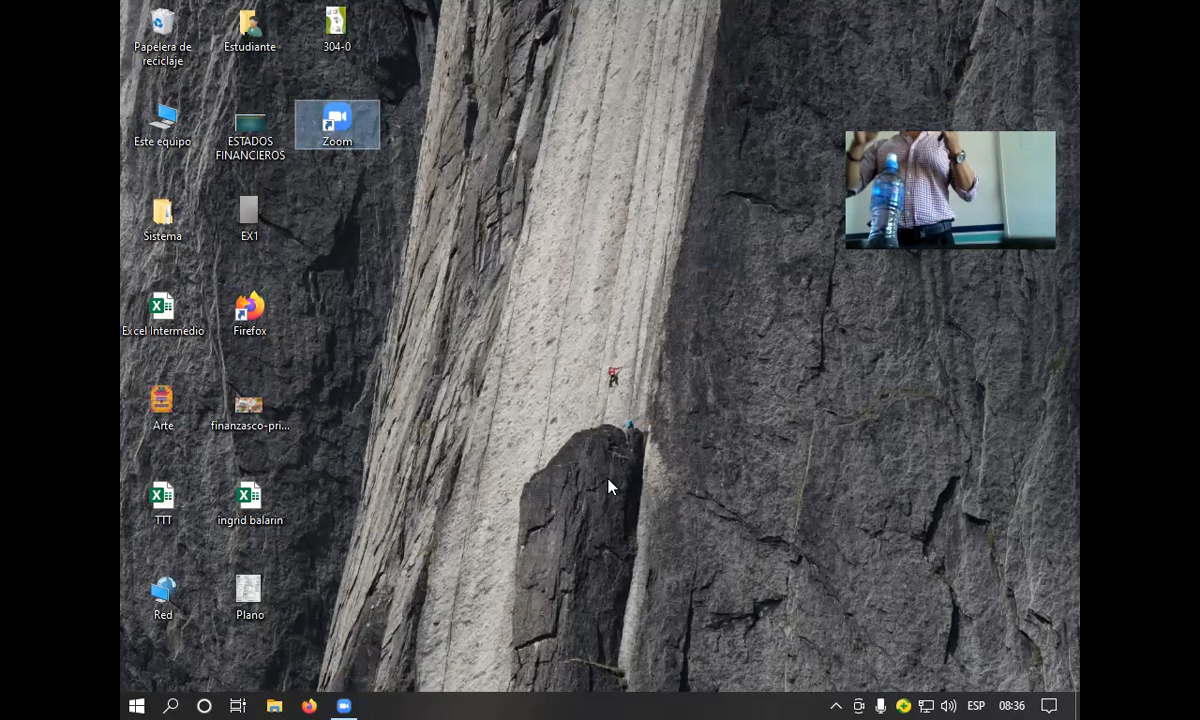 Papelera de
reciclaje
Estudiante
304-0
Este equipo
ESTADOS
FINANCIEROS
Zoom
Sistema
EX1
Excel Intermedio
Firefox
Arte
finanzasco-pri...
TTT
ingrid balarin
Red
Plano
ESP
08:36